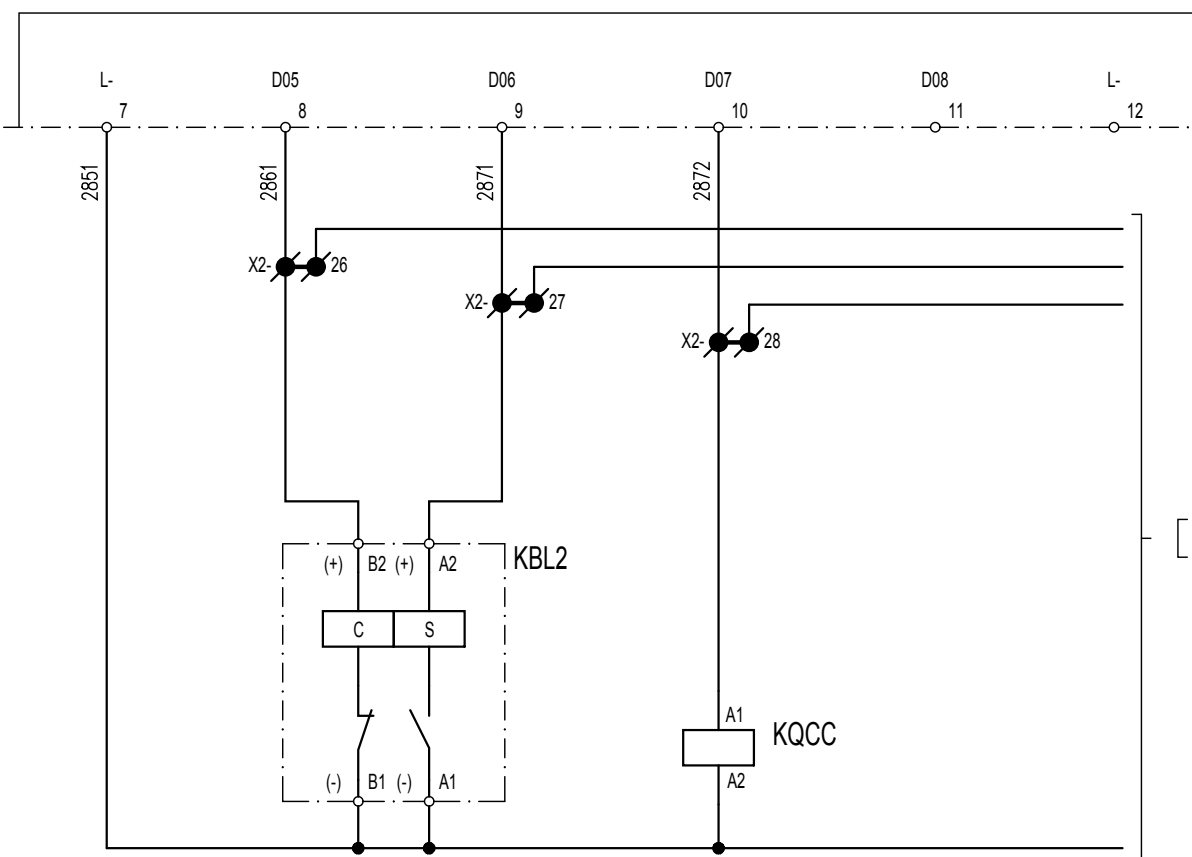 L- D05 D06 D07 D08 L-
7 8 9 10 11 12
2851 2861 2871 2872
X2- 26
X2- 27
X2- 28
(+) B2 (+) A2 KBL2
C S
A1
KQCC
(-) B1 (-) A1 A2